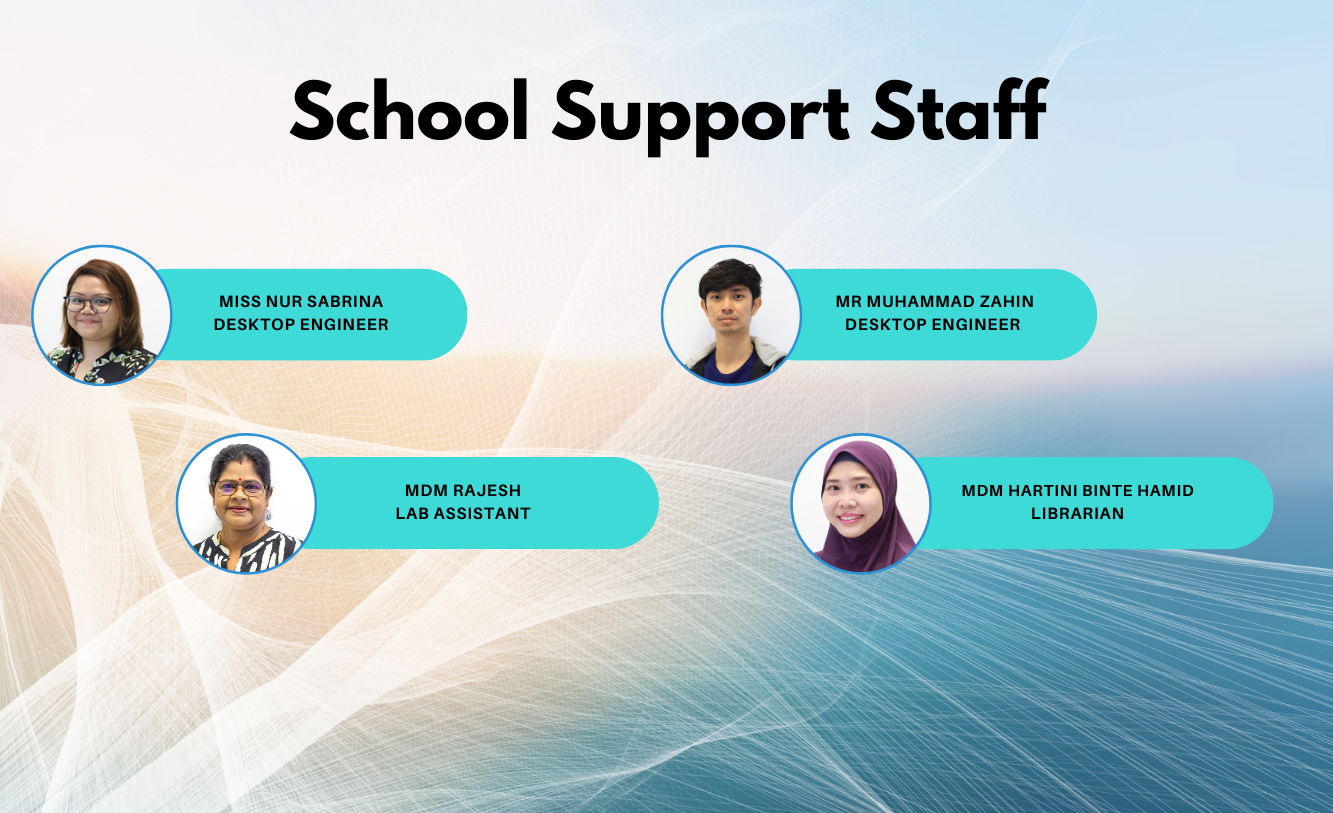 School Support Staff
MISS NUR SABRINA
DESKTOP ENGINEER
MR MUHAMMAD ZAHIN
DESKTOP ENGINEER
MDM RAJESH
LAB ASSISTANT
MDM HARTINI BINTE HAMID
LIBRARIAN